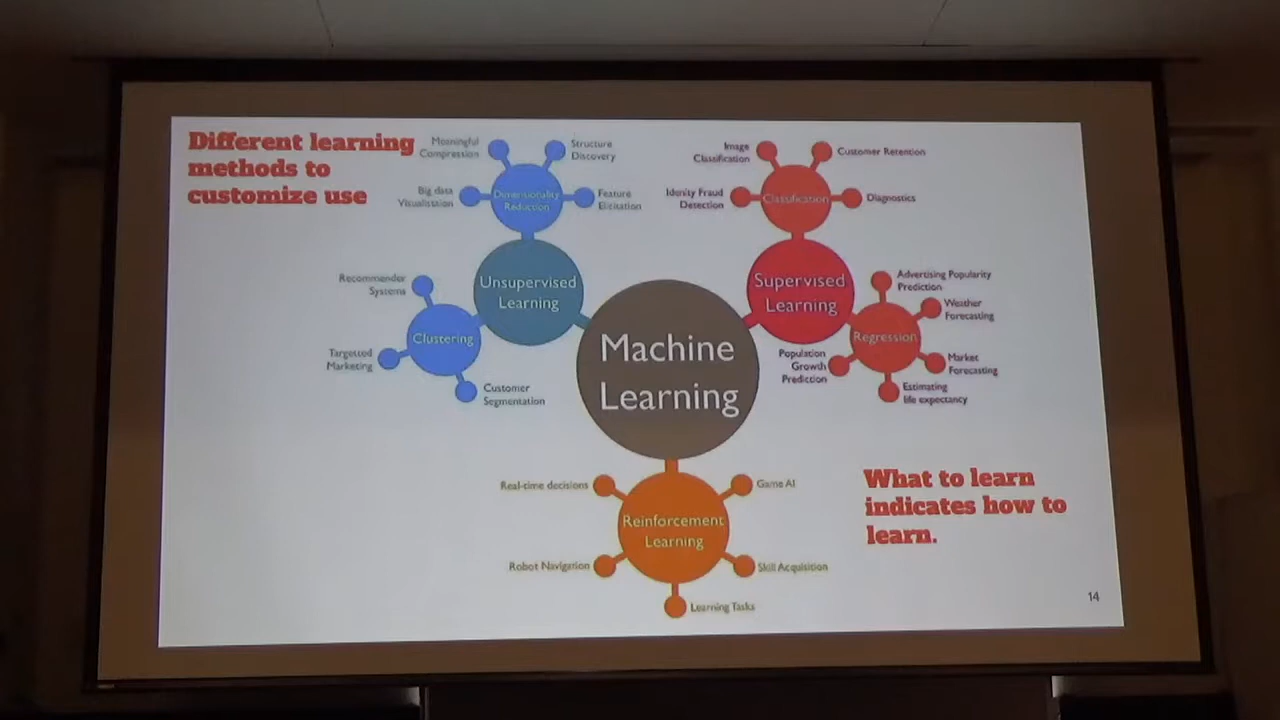 Different learning
methods to
customize use
Meaningful
Compression
Structure
Discovery
Big data
Visualisation
Dimensionality
Reduction
Feature
Elicitation
Unsupervised
Learning
Recommender
Systems
Clustering
Targetted
Marketing
Customer
Segmentation
Image
Classification
Customer Retention
Idenity Fraud
Detection
Classification
Diagnostics
Supervised
Learning
Advertising Popularity
Prediction
Weather
Forecasting
Regression
Population
Growth
Prediction
Market
Forecasting
Estimating
life expectancy
Machine
Learning
Real-time decisions
Game AI
Reinforcement
Learning
Robot Navigation
Skill Acquisition
Learning Tasks
What to learn
indicates how to
learn.
14